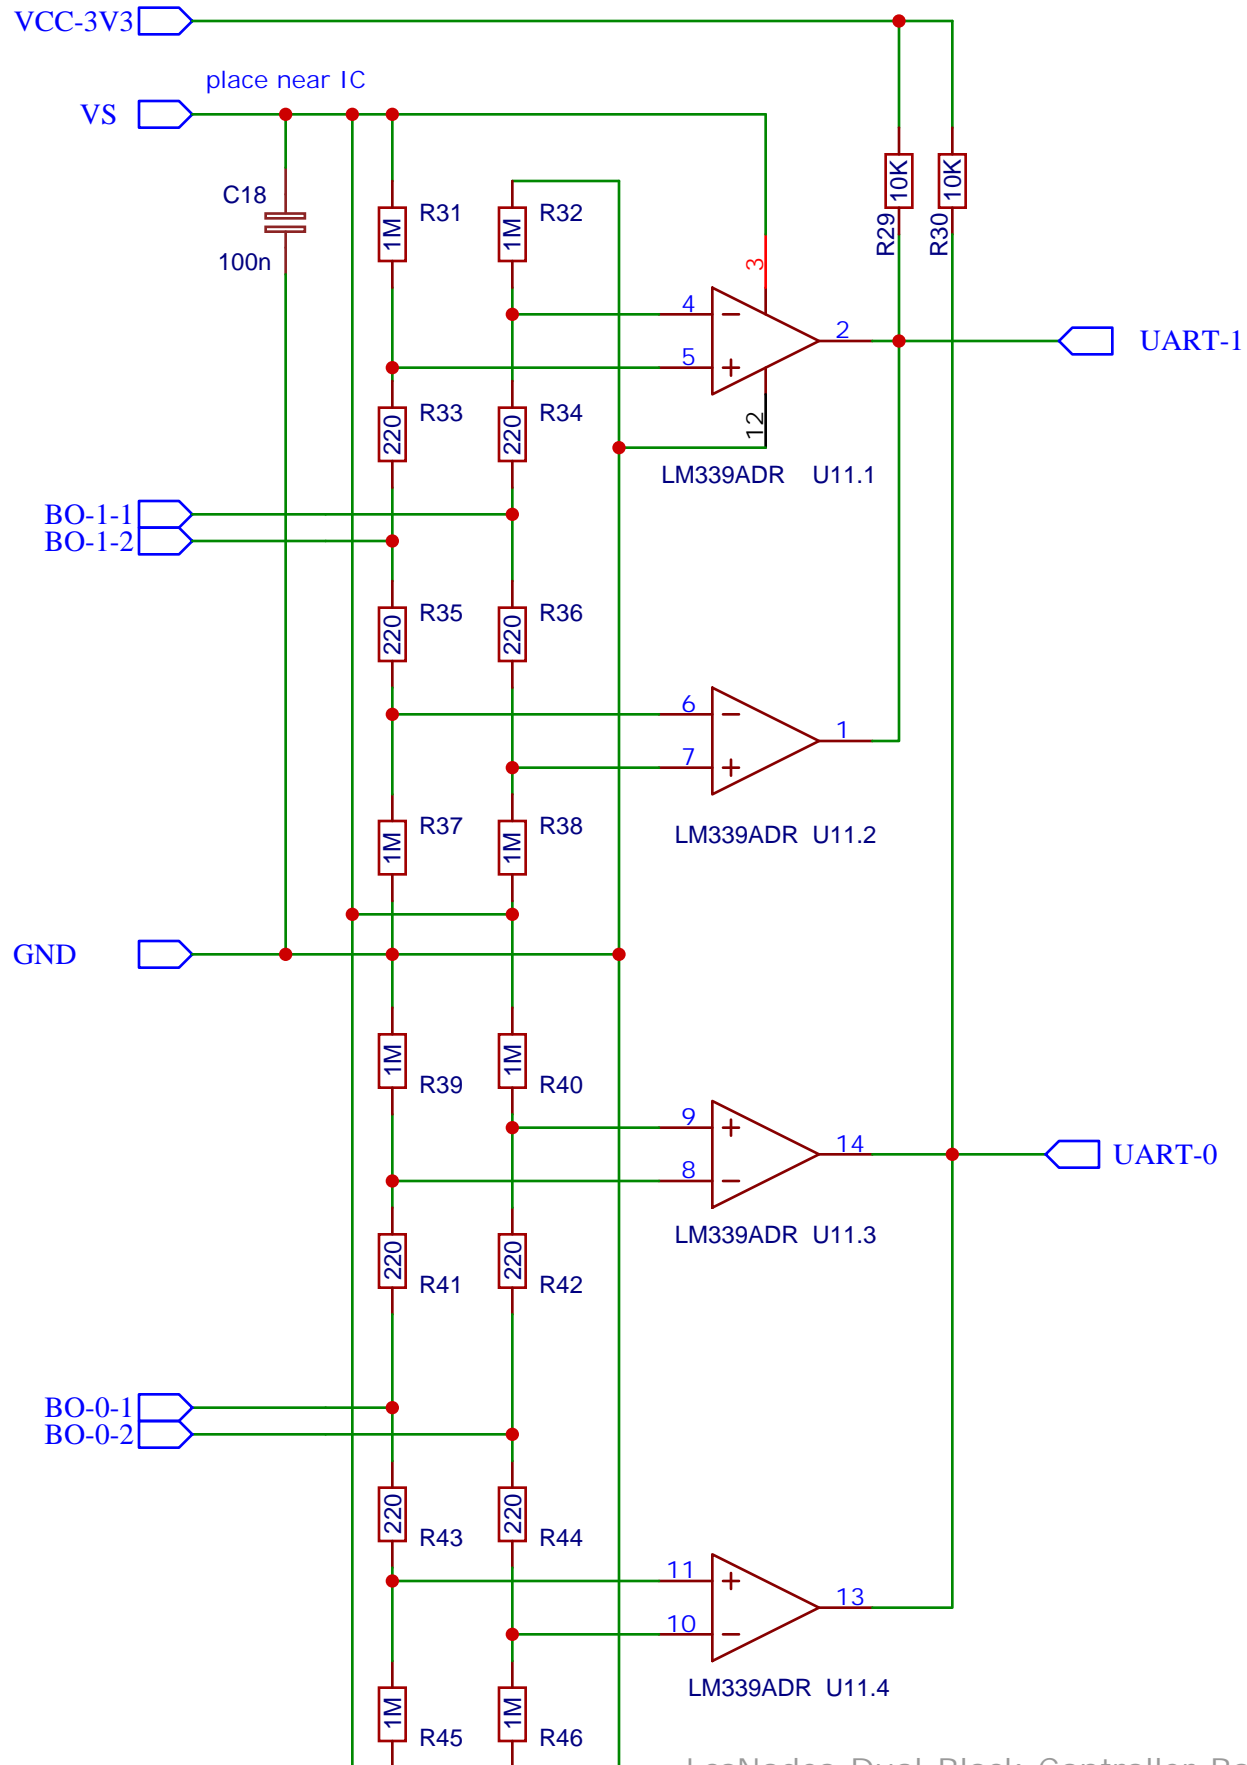 VCC-3V3
place near IC
VS
C18
100n
1M
R31
1M
R32
10K
R29
10K
R30
3
4
5
2
12
UART-1
220
R33
220
R34
LM339ADR U11.1
BO-1-1
BO-1-2
220
R35
220
R36
6
7
1
1M
R37
1M
R38
LM339ADR U11.2
GND
1M
R39
1M
R40
9
8
14
UART-0
220
R41
220
R42
LM339ADR U11.3
BO-0-1
BO-0-2
220
R43
220
R44
11
10
13
LM339ADR U11.4
1M
R45
1M
R46
Dual Block Controller